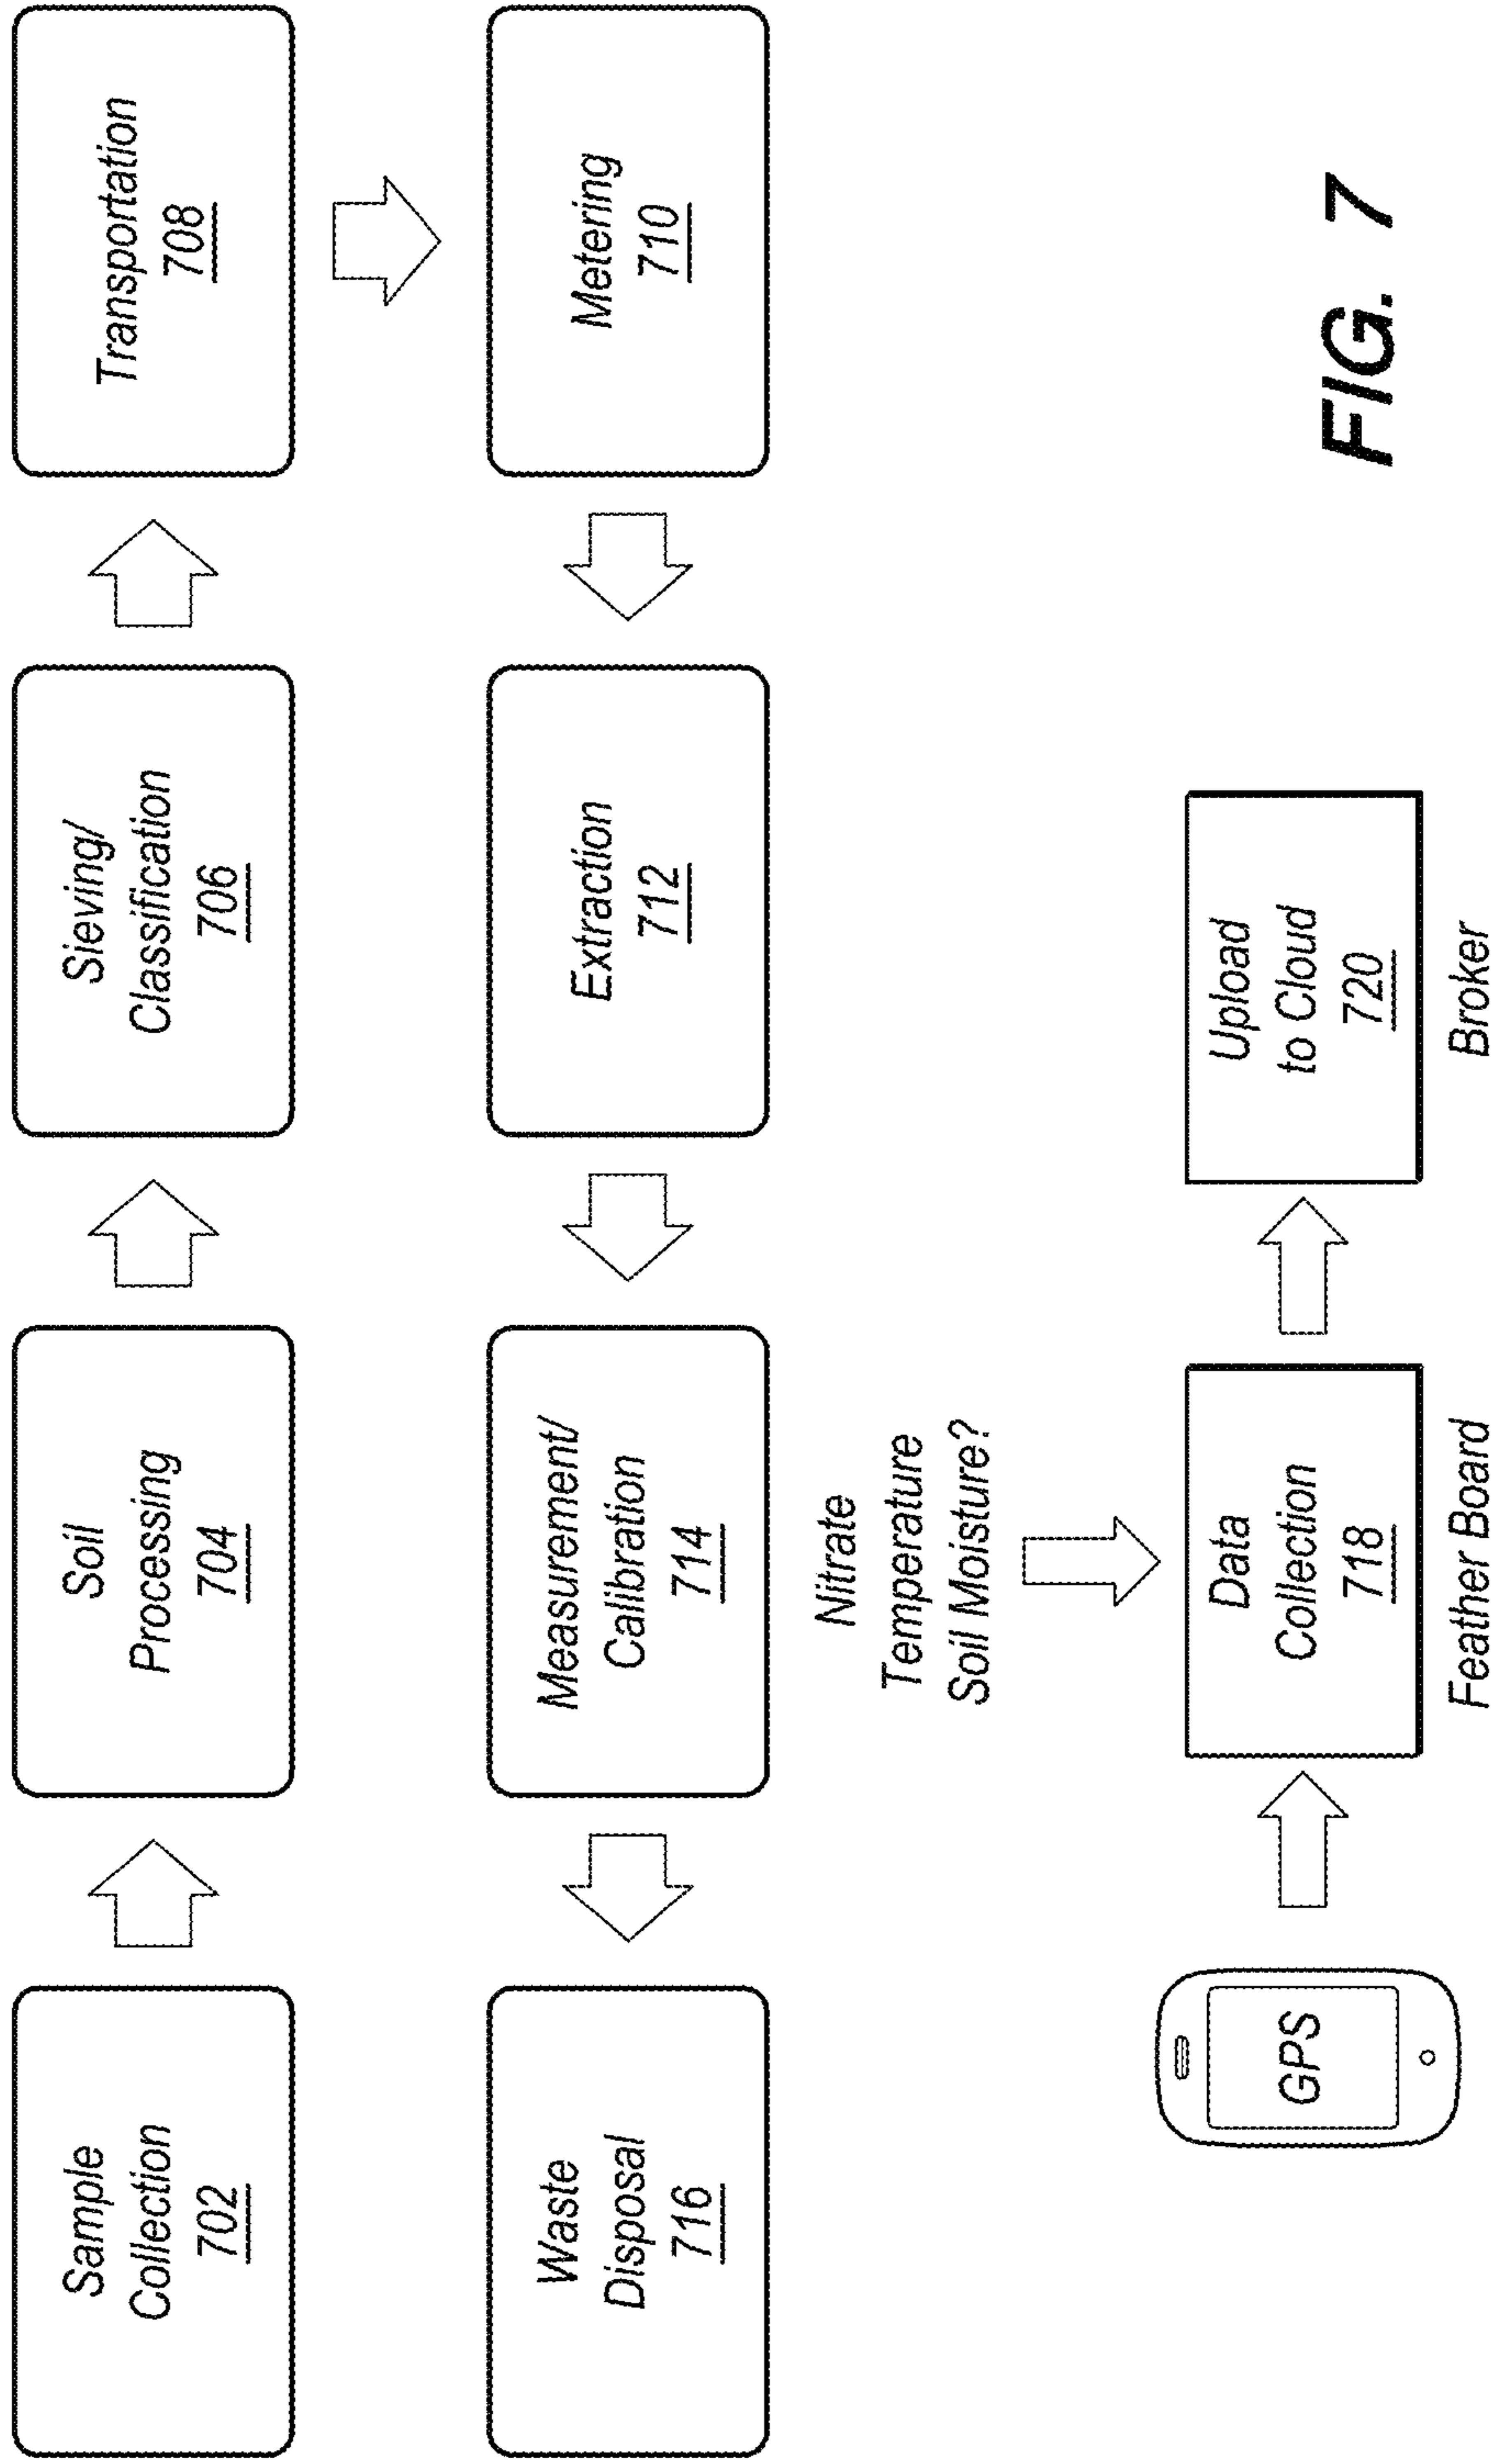 Sample
Collection
702
Soil
Processing
704
Sieving/
Classification
706
Transportation
708
Waste
Disposal
716
Measurement/
Calibration
714
Extraction
712
Metering
710
Nitrate
Temperature
Soil Moisture?
GPS
Data
Collection
718
Feather Board
Upload
to Cloud
720
Broker
FIG. 7